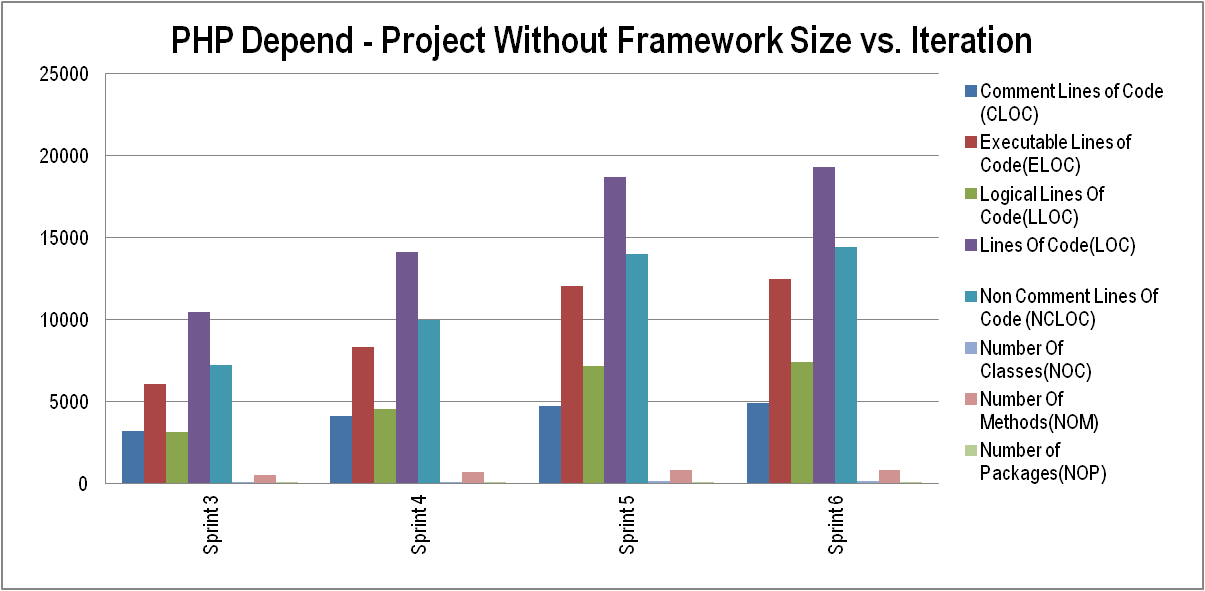 PHP Depend - Project Without Framework Size vs. Iteration
25000
20000
15000
10000
5000
0
Sprint 3
Sprint 4
Sprint 5
Sprint 6
Comment Lines of Code
(CLOC)
Executable Lines of
Code(ELOC)
Logical Lines Of
Code(LLOC)
Lines Of Code(LOC)
Non Comment Lines Of
Code (NCLOC)
Number Of
Classes(NOC)
Number Of
Methods(NOM)
Number of
Packages(NOP)